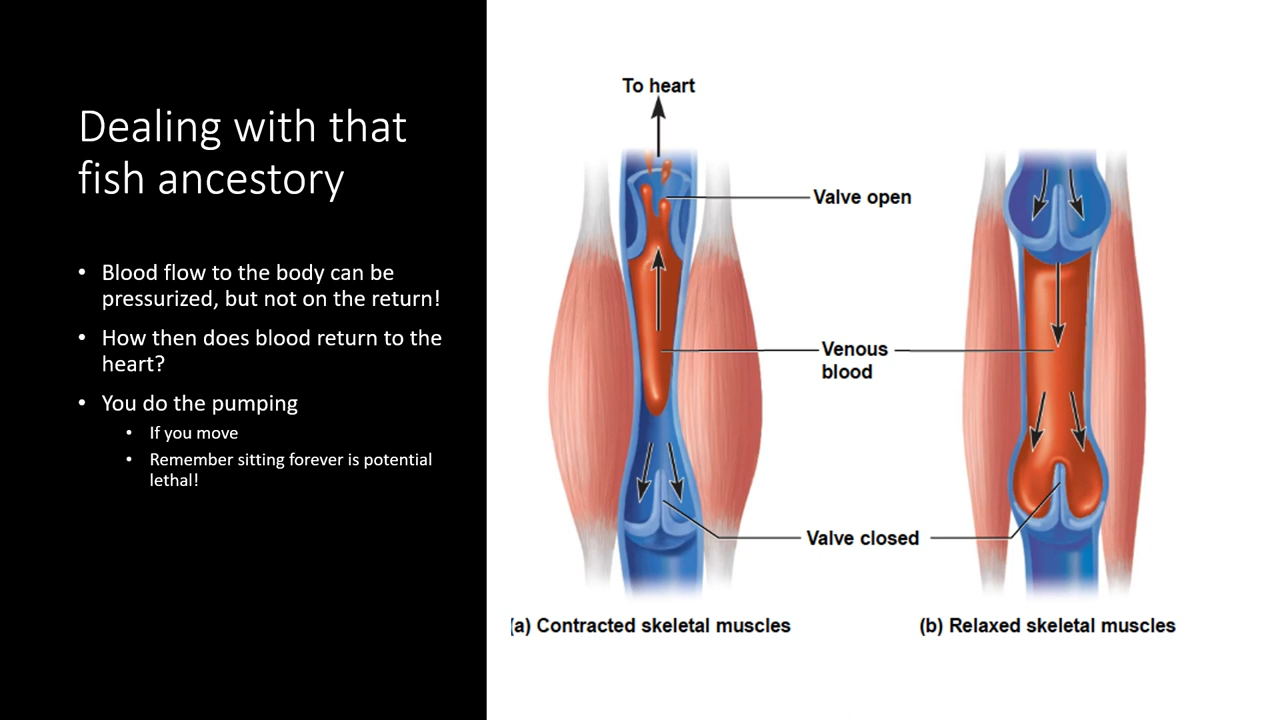 Dealing with that
fish ancestory
• Blood flow to the body can be
pressurized, but not on the return!
• How then does blood return to the
heart?
• You do the pumping
• If you move
• Remember sitting forever is potential
lethal!
To heart
Valve open
Venous
blood
Valve closed
(a) Contracted skeletal muscles
(b) Relaxed skeletal muscles